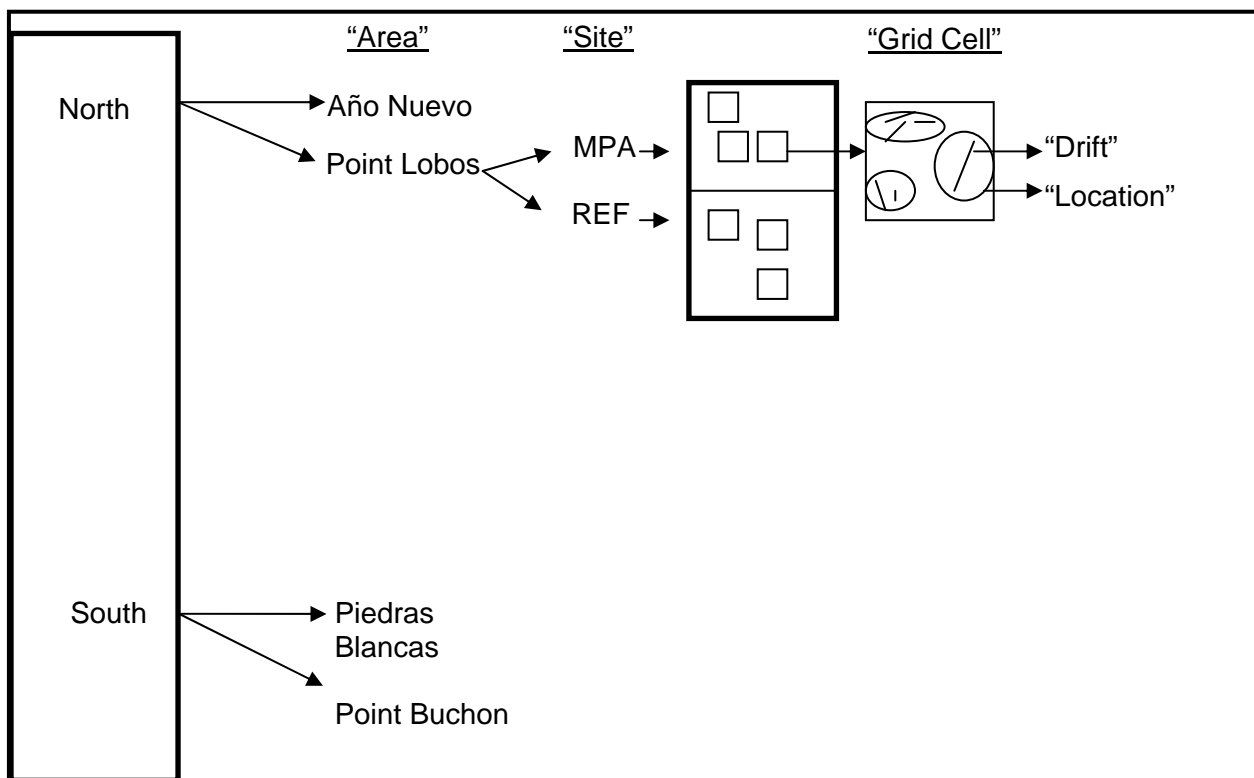 “Area” “Site” “Grid Cell”
North
Año Nuevo
Point Lobos
MPA
REF
“Drift”
“Location”
South
Piedras
Blancas
Point Buchon